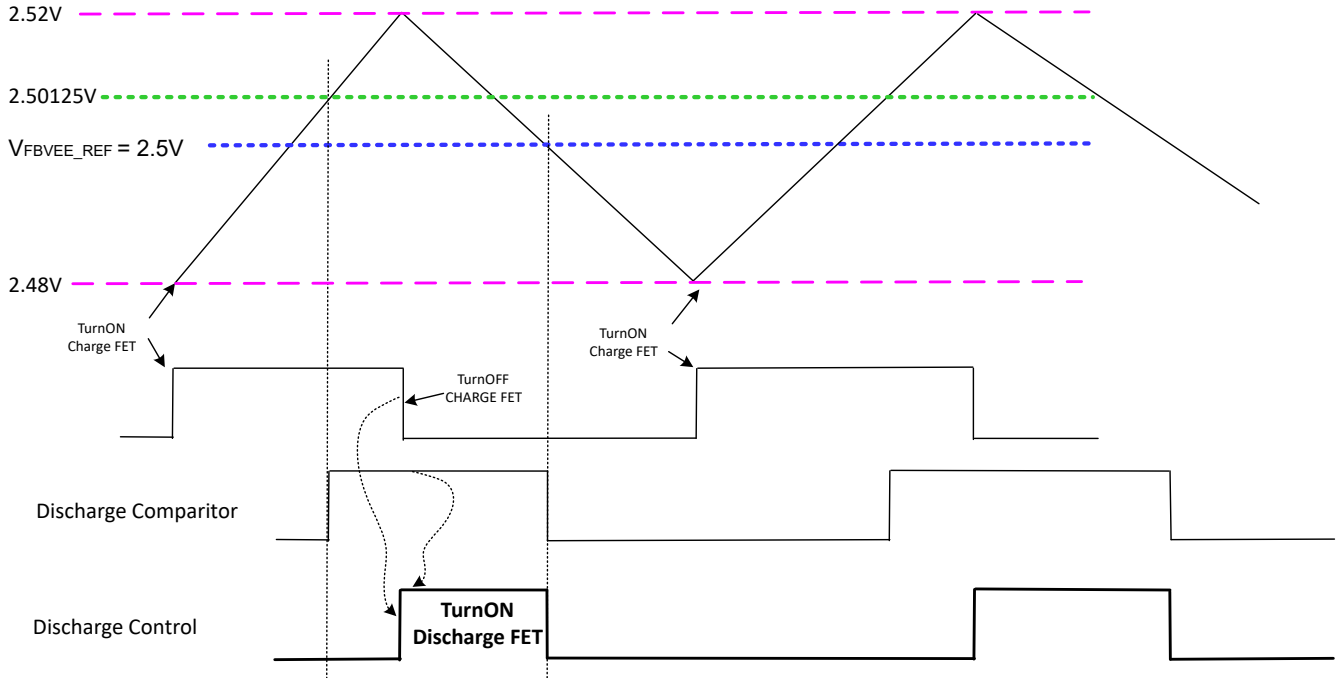 2.52V
2.50125V
VFBVEE_REF = 2.5V
2.48V
TurnON
Charge FET
TurnON
Charge FET
TurnOFF
CHARGE FET
Discharge Comparitor
Discharge Control
TurnON
Discharge FET